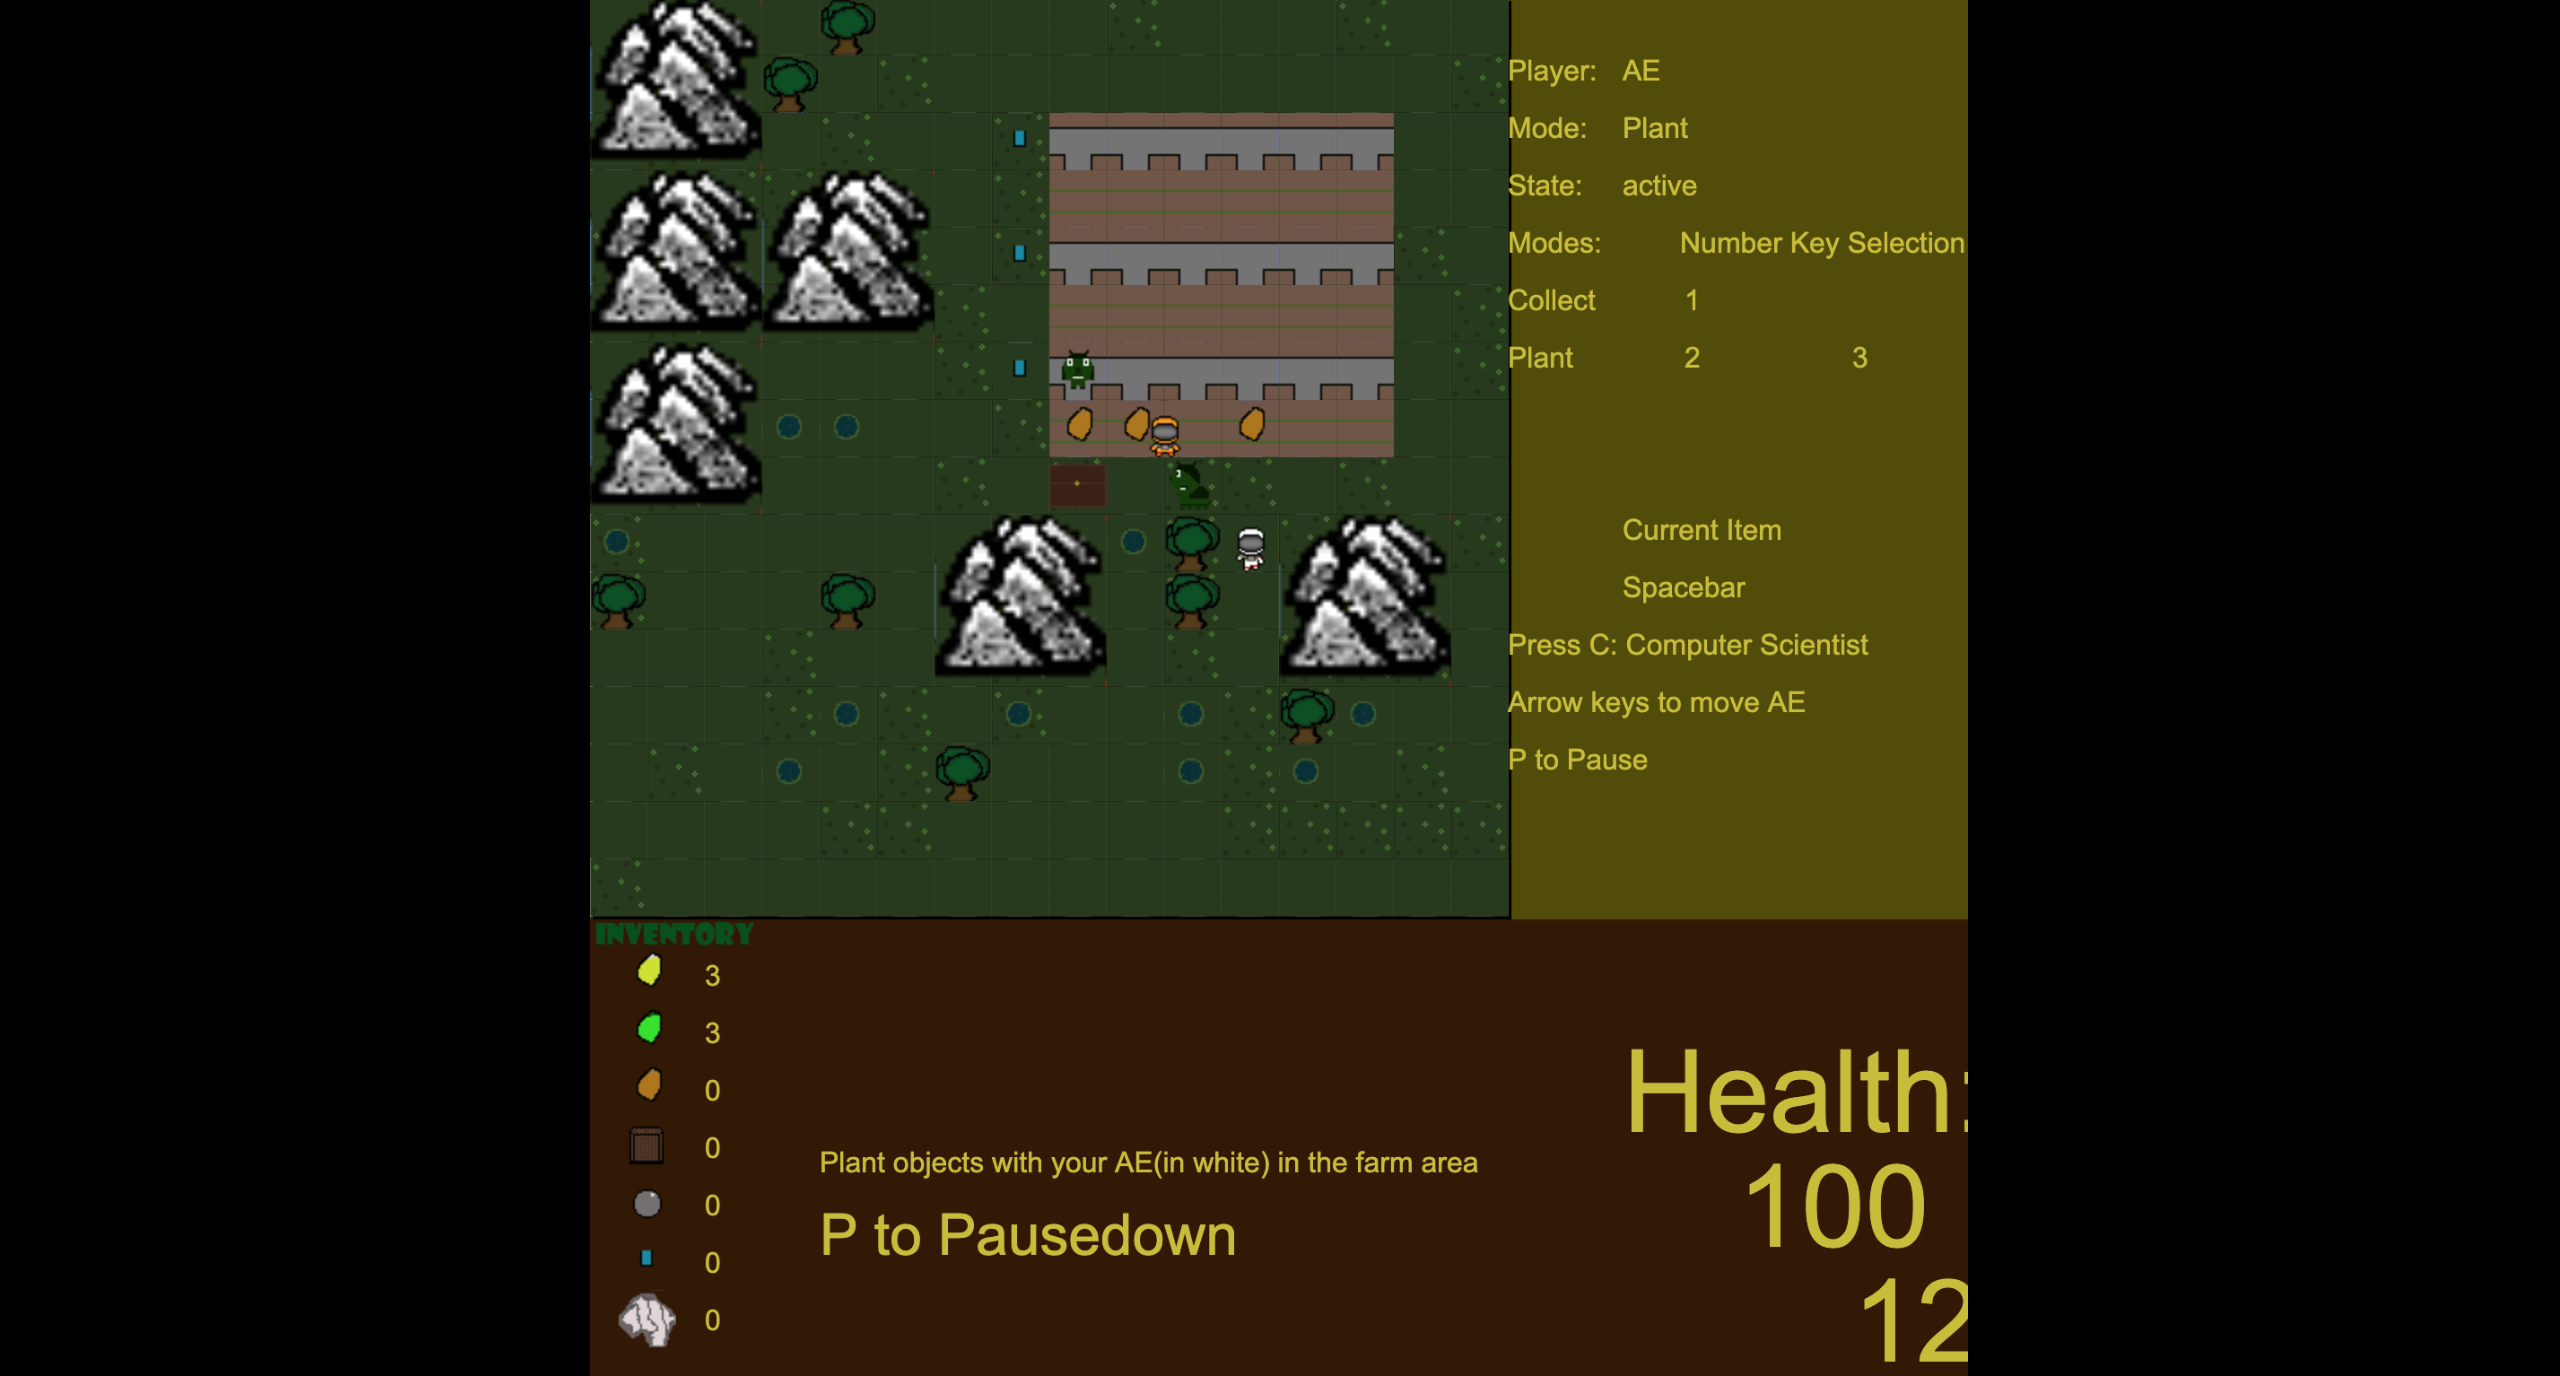 Player: AE
Mode: Plant
State: active
Modes: Number Key Selection
Collect 1
Plant 2 3
Current Item
Spacebar
Press C: Computer Scientist
Arrow keys to move AE
P to Pause
INVENTORY
3
3
0
0
0
0
0
Plant objects with your AE(in white) in the farm area
P to Pausedown
Health:
100
12